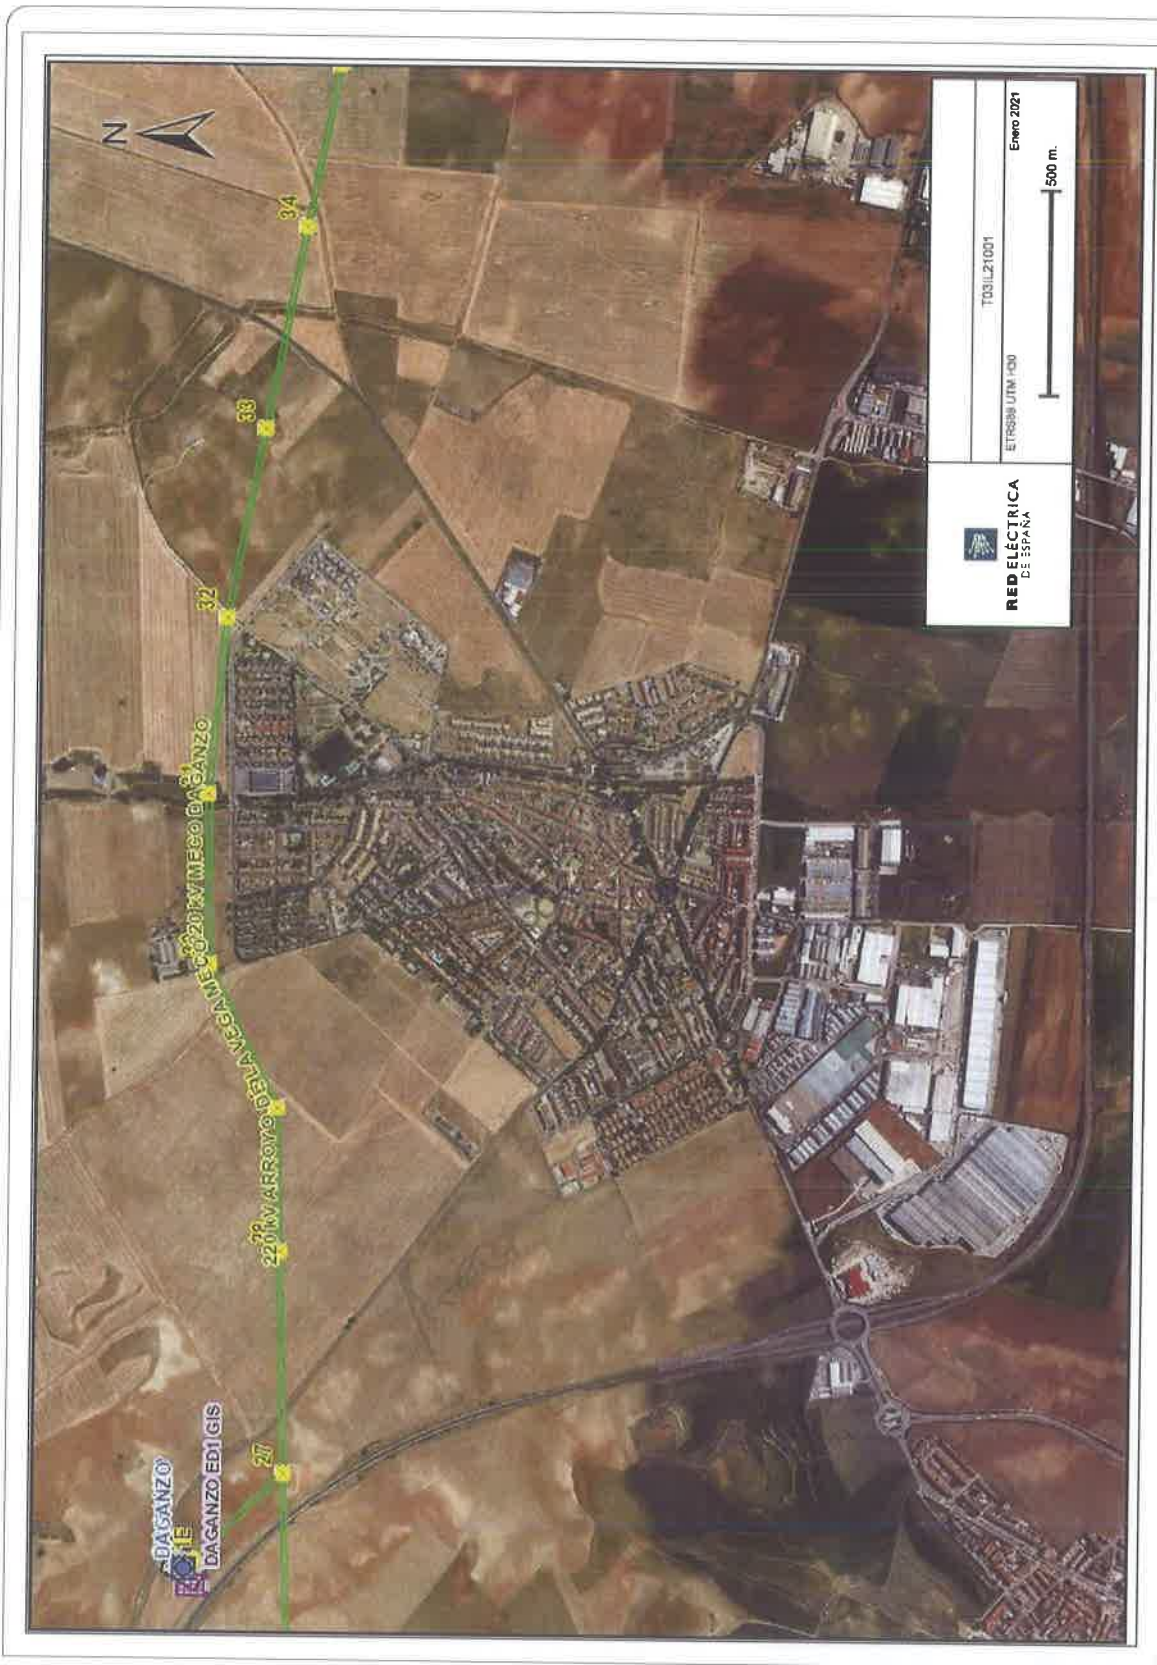 N
34
33
32
220 kV MECO DAGANZO
220 kV ARROYO DE LA VEGA MECO
27
DAGANZO
1E
DAGANZO ED1 GIS
RED ELÉCTRICA
DE ESPAÑA
T03IL21001
ETRS89 UTM H30
Enero 2021
500 m.